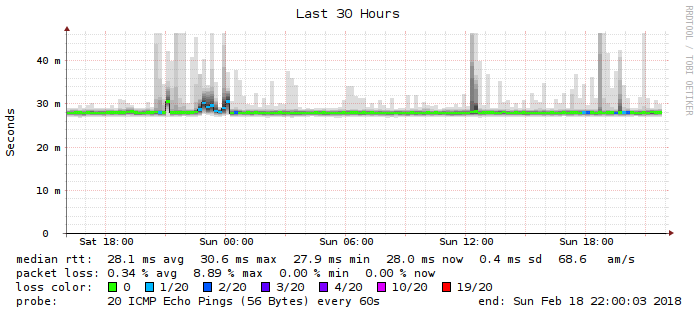 Last 30 Hours
RRDTOOL / TOBI OETIKER
Seconds
40 m
30 m
20 m
10 m
0
Sat 18:00 Sun 00:00 Sun 06:00 Sun 12:00 Sun 18:00
median rtt: 28.1 ms avg 30.6 ms max 27.9 ms min 28.0 ms now 0.4 ms sd 68.6 am/s
packet loss: 0.34 % avg 8.89 % max 0.00 % min 0.00 % now
loss color: 0 1/20 2/20 3/20 4/20 10/20 19/20
probe: 20 ICMP Echo Pings (56 Bytes) every 60s end: Sun Feb 18 22:00:03 2018